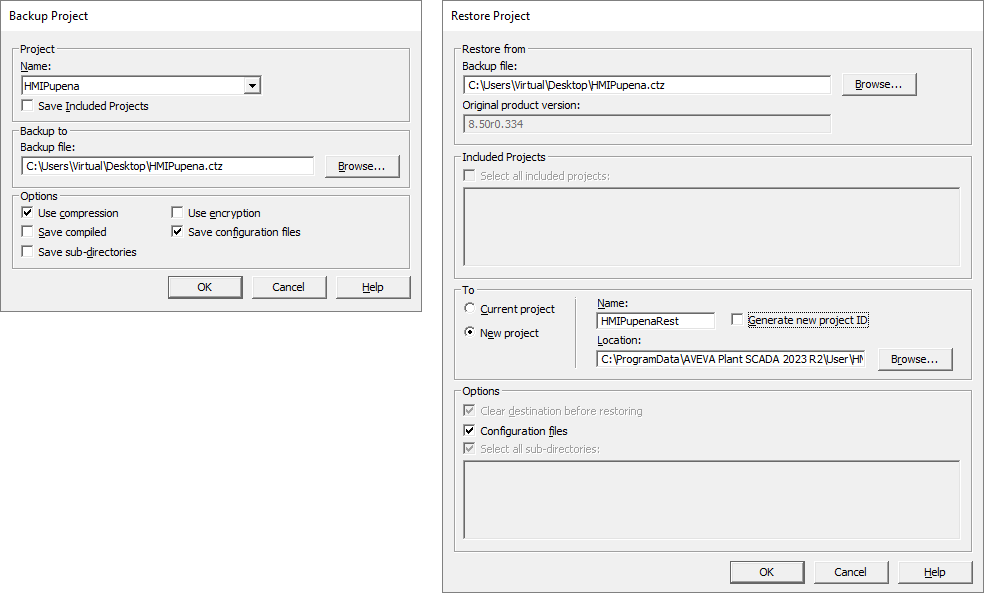 Backup Project
Project
Name:
HMIPupena
Save Included Projects
Backup to
Backup file:
C:\Users\Virtual\Desktop\HMIPupena.ctz
Browse...
Options
Use compression
Use encryption
Save compiled
Save configuration files
Save sub-directories
OK
Cancel
Help
Restore Project
Restore from
Backup file:
C:\Users\Virtual\Desktop\HMIPupena.ctz
Browse...
Original product version:
8.50r0.334
Included Projects
Select all included projects:
To
Current project
New project
Name:
HMIPupenaRest
Generate new project ID
Location:
C:\ProgramData\AVEVA Plant SCADA 2023 R2\User\HM
Browse...
Options
Clear destination before restoring
Configuration files
Select all sub-directories:
OK
Cancel
Help